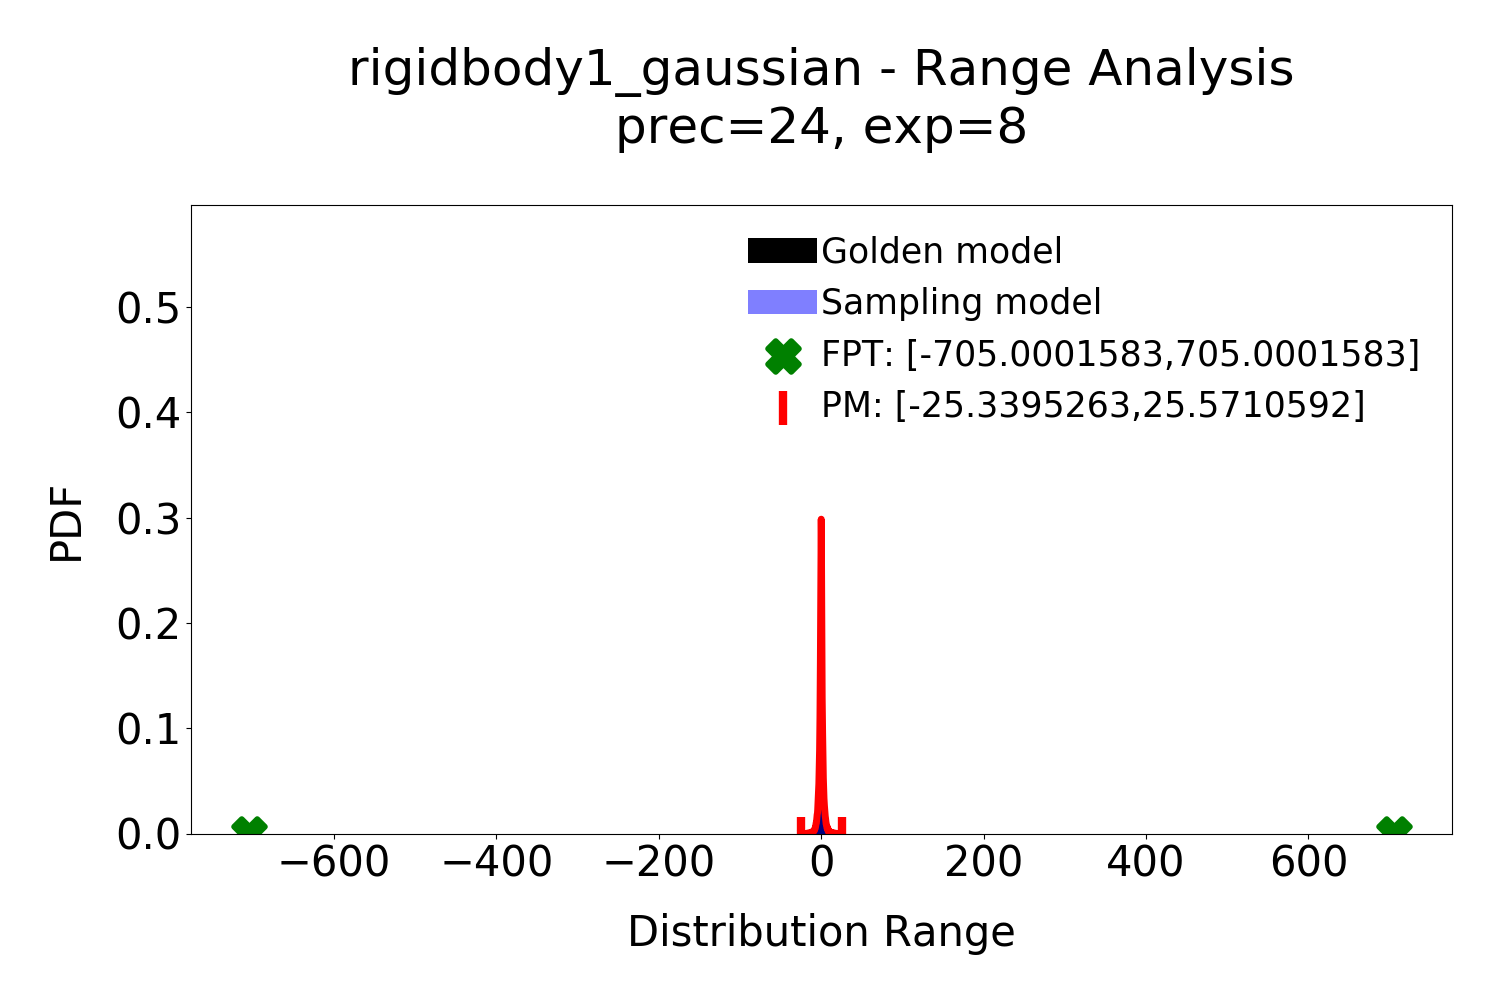 rigidbody1_gaussian - Range Analysis
prec=24, exp=8
Golden model
Sampling model
FPT: [-705.0001583,705.0001583]
PM: [-25.3395263,25.5710592]
PDF
0.5
0.4
0.3
0.2
0.1
0.0
−600
−400
−200
0
200
400
600
Distribution Range